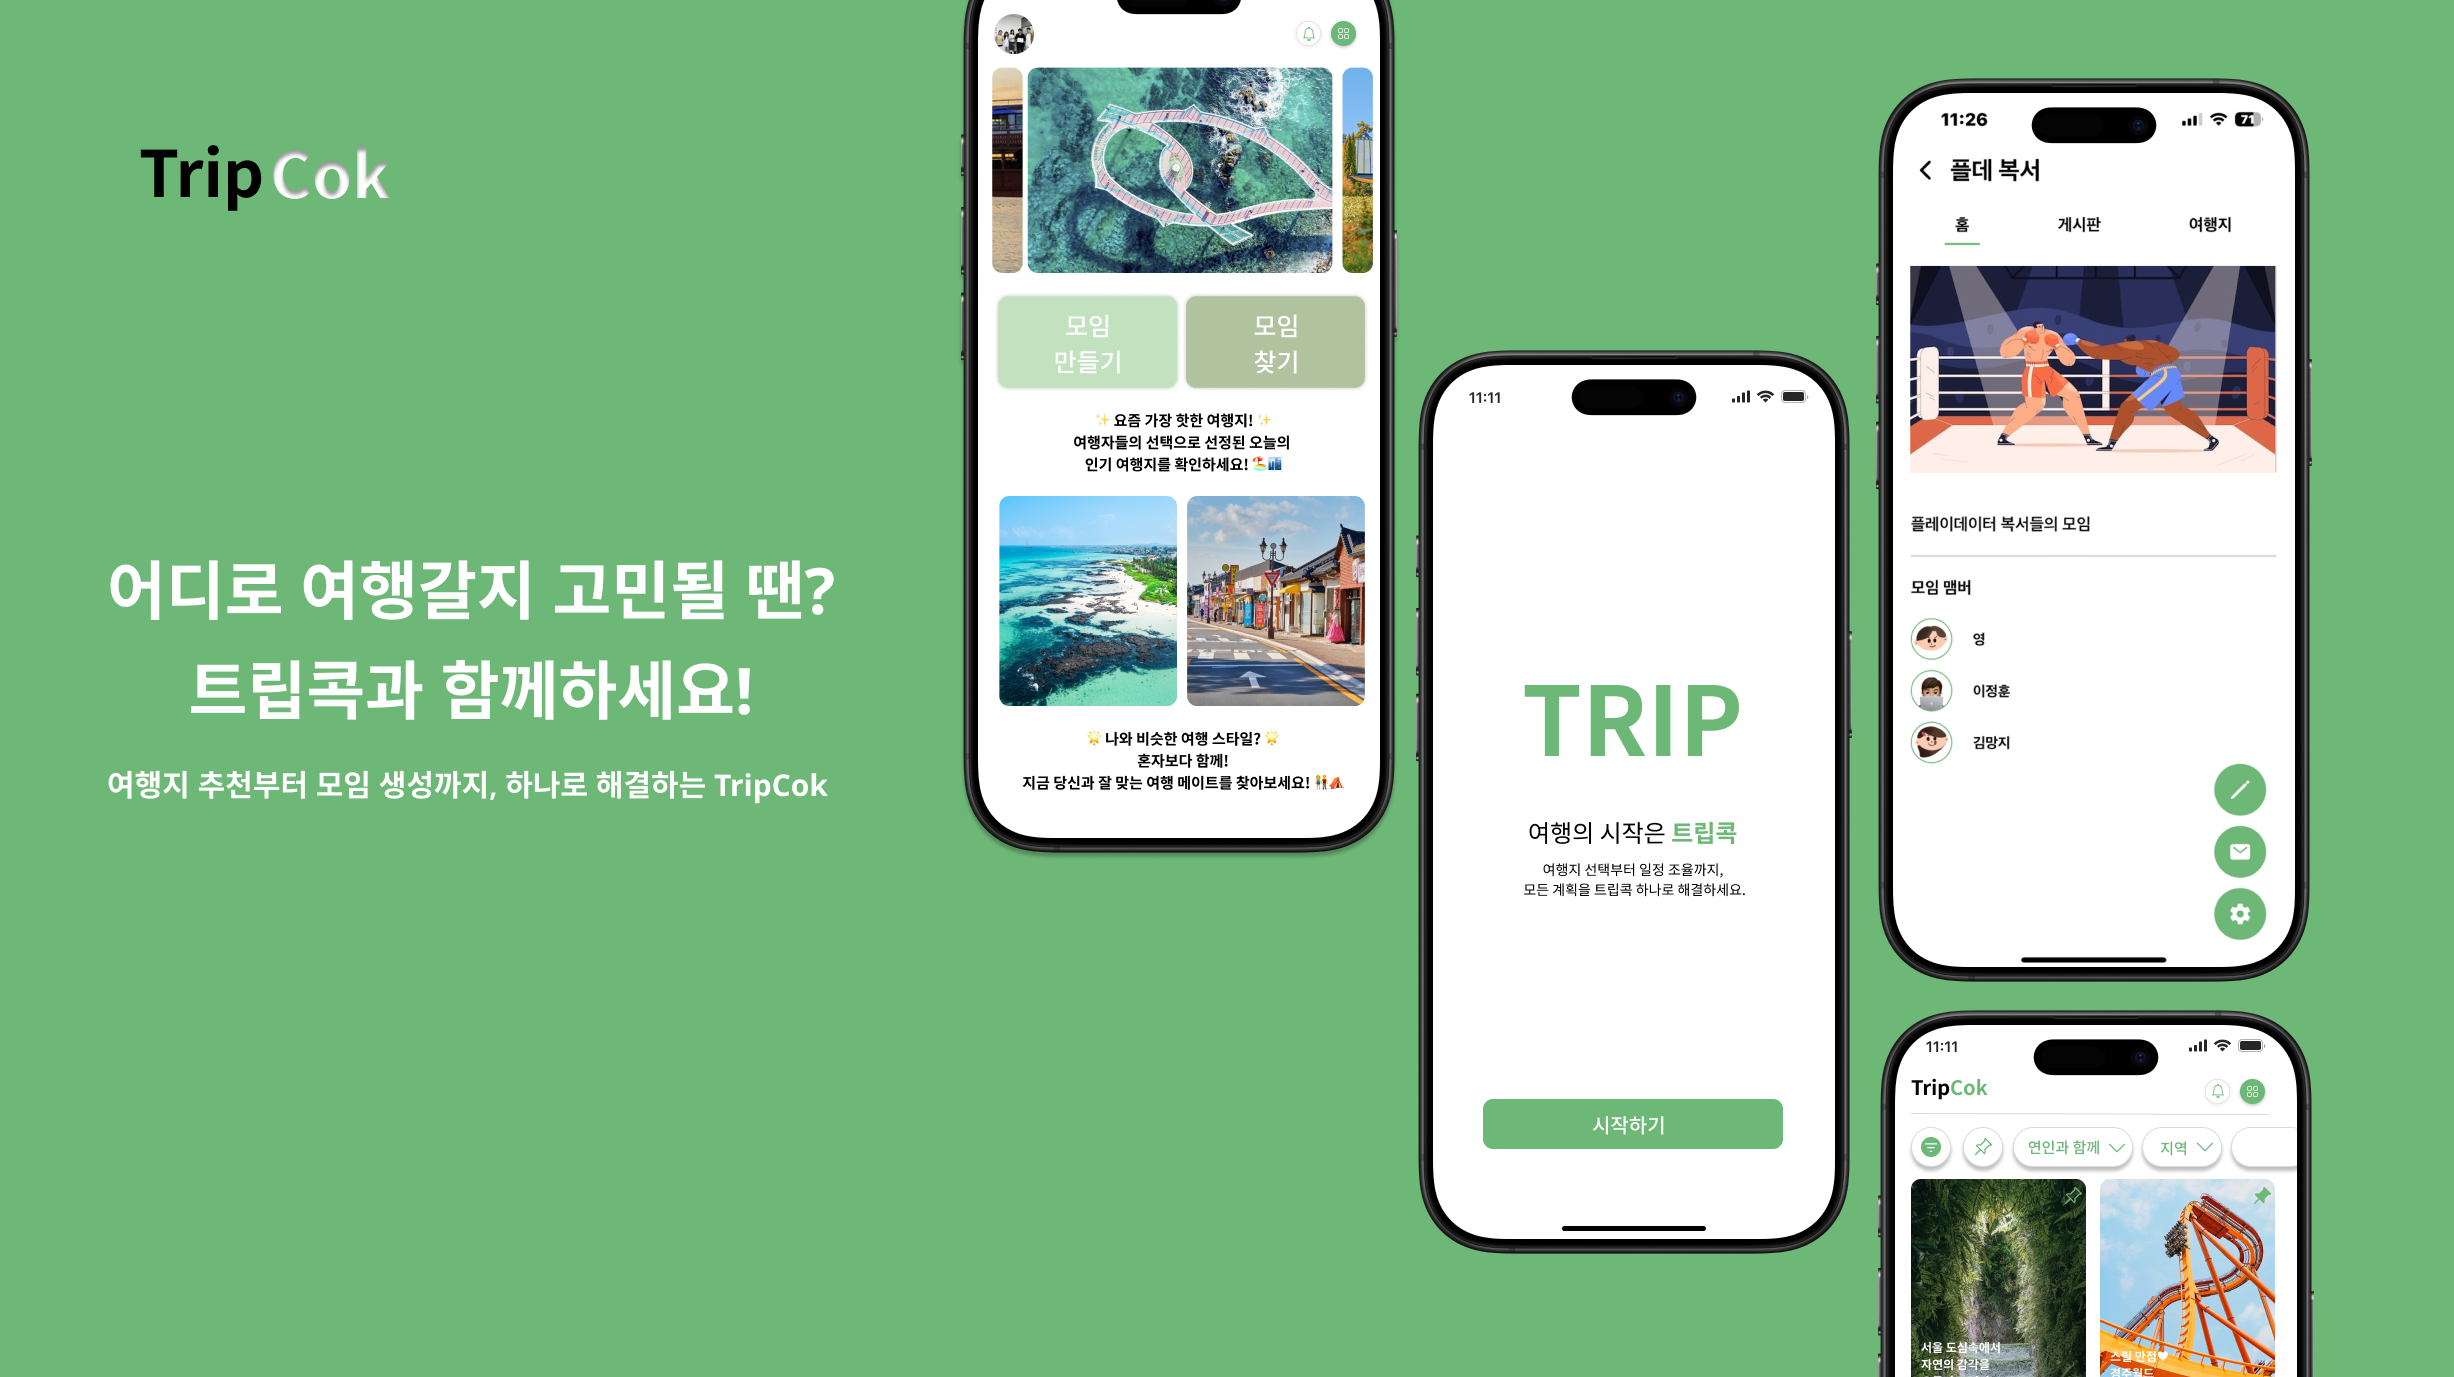 Trip Cok
어디로 여행갈지 고민될 땐?
트립콕과 함께하세요!
여행지 추천부터 모임 생성까지, 하나로 해결하는 TripCok
모임
만들기
모임
찾기
✨ 요즘 가장 핫한 여행지! ✨
여행자들의 선택으로 선정된 오늘의
인기 여행지를 확인하세요! 🏖️🏙️
🌟 나와 비슷한 여행 스타일? 🌟
혼자보다 함께!
지금 당신과 잘 맞는 여행 메이트를 찾아보세요! 👫⛺
11:11
TRIP
여행의 시작은 트립콕
여행지 선택부터 일정 조율까지,
모든 계획을 트립콕 하나로 해결하세요.
시작하기
11:26
71
플데 복서
홈 게시판 여행지
플레이데이터 복서들의 모임
모임 맴버
영
이정훈
김망지
11:11
TripCok
연인과 함께
지역
서울 도심속에서
자연의 감각을
스릴 만점♥
경주월드